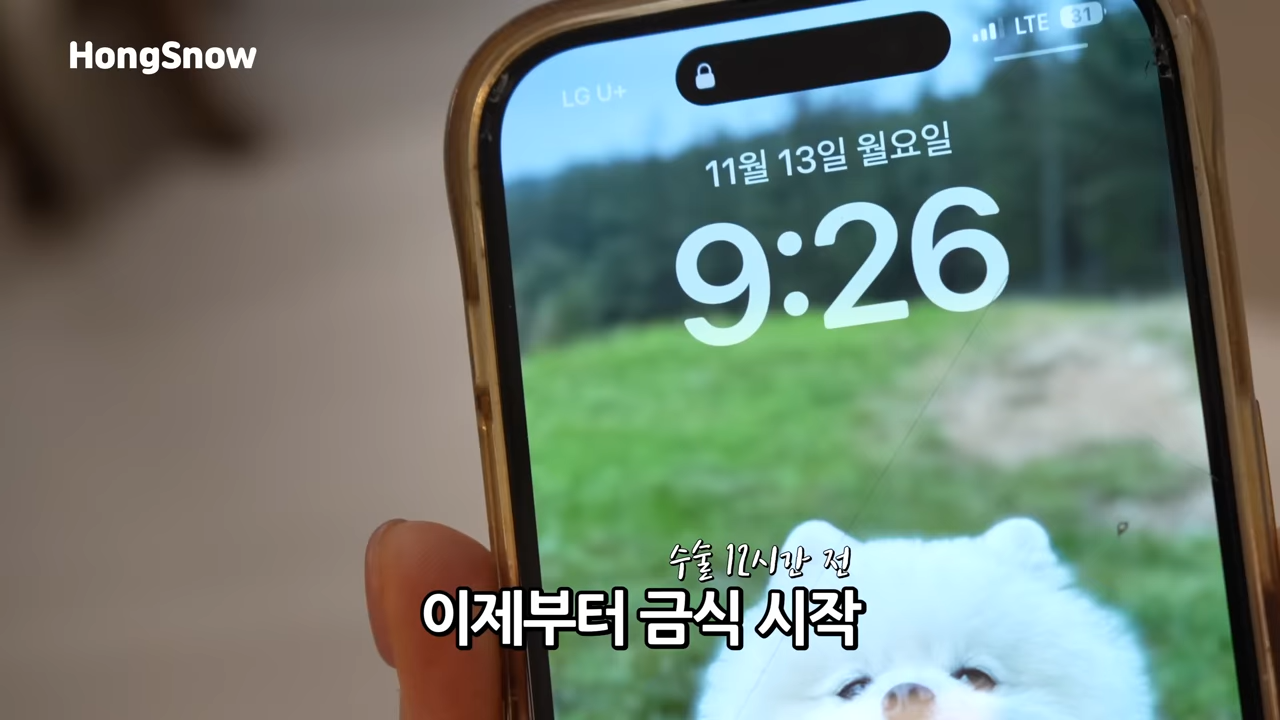 HongSnow
LG U+
LTE 31
11월 13일 월요일
9:26
수술 12시간 전
이제부터 금식 시작